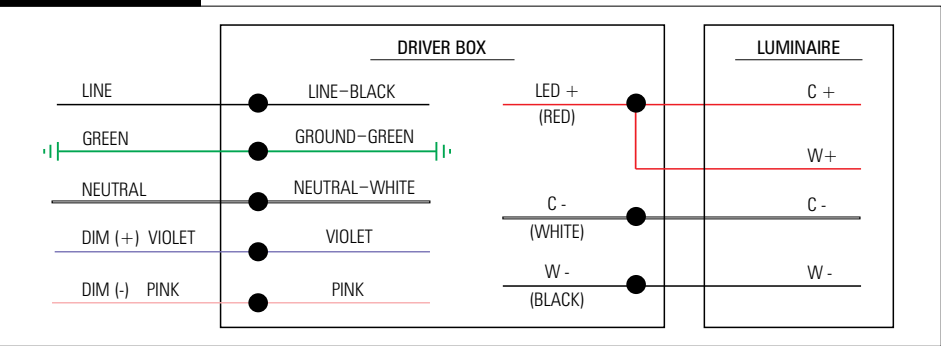 DRIVER BOX
LUMINAIRE
LINE
LINE-BLACK
LED +
(RED)
C +
GREEN
GROUND-GREEN
W+
NEUTRAL
NEUTRAL-WHITE
C -
(WHITE)
C -
DIM (+) VIOLET
VIOLET
W -
(BLACK)
W -
DIM (-) PINK
PINK